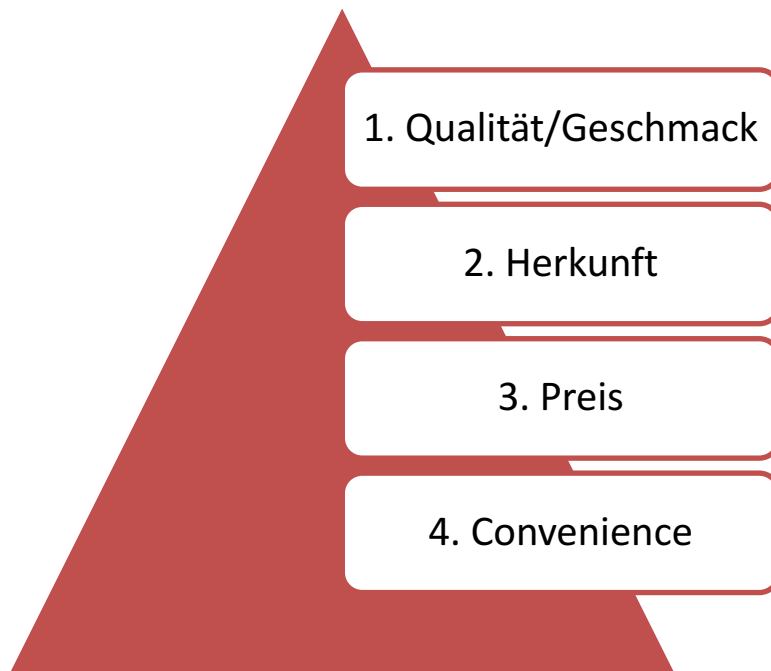 1. Qualität/Geschmack
2. Herkunft
3. Preis
4. Convenience